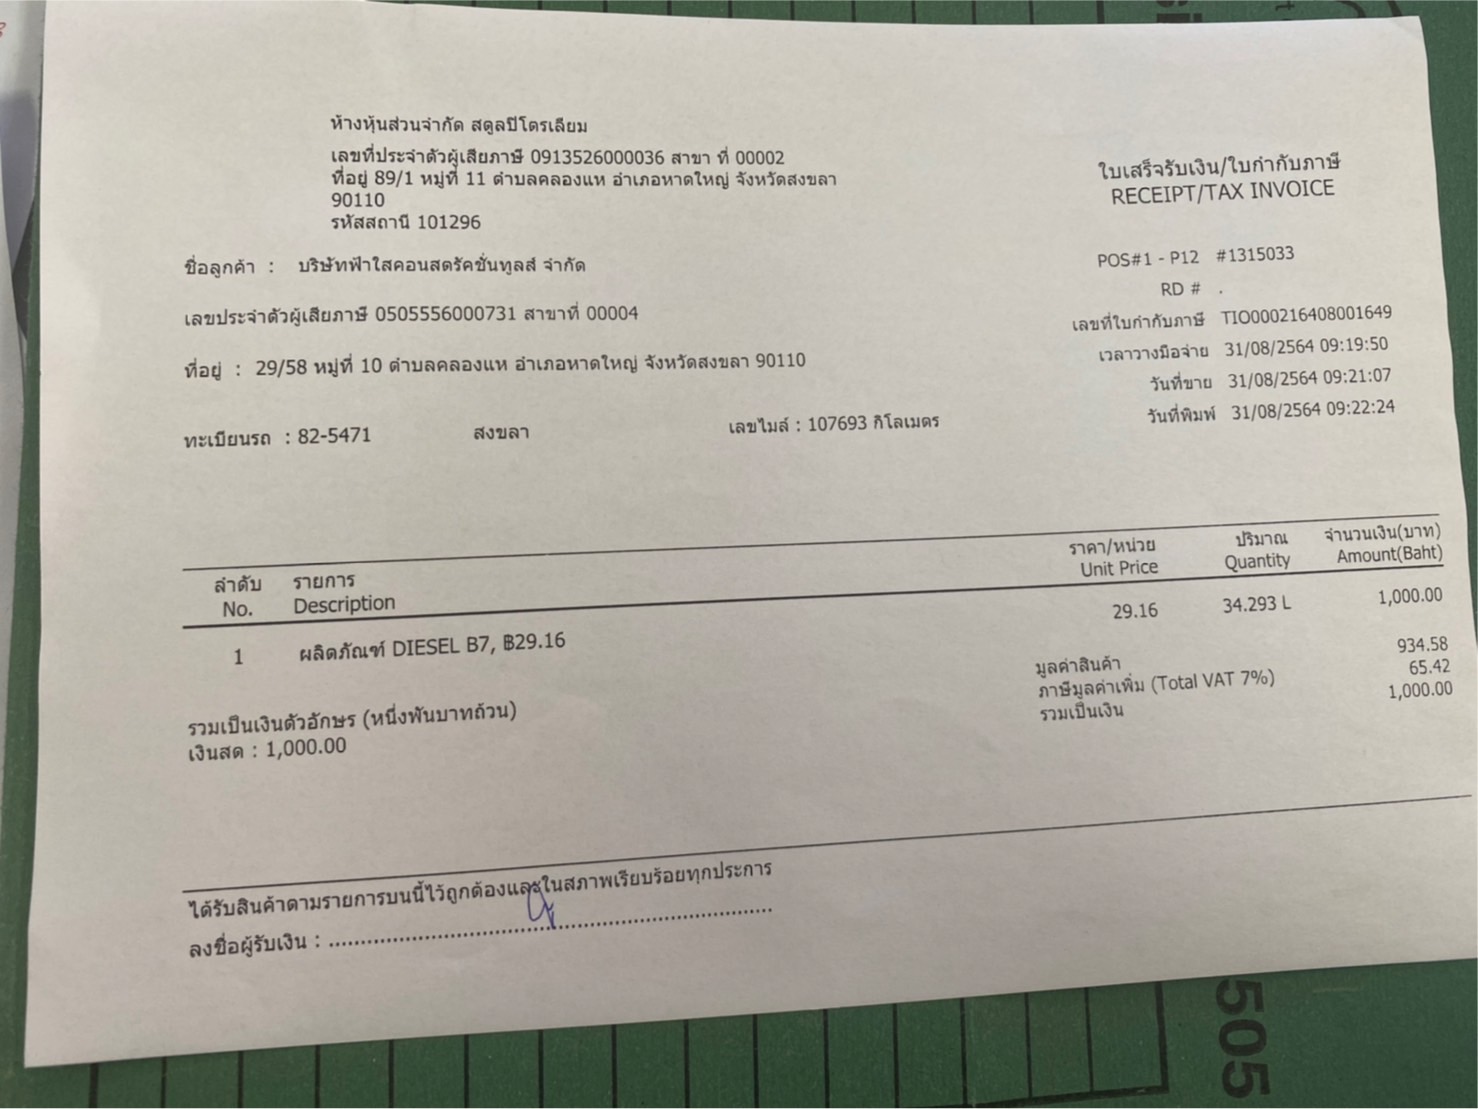 ห้างหุ้นส่วนจำกัด สตูลปิโตรเลียม
เลขที่ประจำตัวผู้เสียภาษี 0913526000036 สาขา ที่ 00002
ที่อยู่ 89/1 หมู่ที่ 11 ตำบลคลองแห อำเภอหาดใหญ่ จังหวัดสงขลา
90110
รหัสสถานี 101296
ใบเสร็จรับเงิน/ใบกำกับภาษี
RECEIPT/TAX INVOICE
ชื่อลูกค้า : บริษัทฟ้าใสคอนสตรัคชั่นทูลส์ จำกัด
เลขประจำตัวผู้เสียภาษี 0505556000731 สาขาที่ 00004
ที่อยู่ : 29/58 หมู่ที่ 10 ตำบลคลองแห อำเภอหาดใหญ่ จังหวัดสงขลา 90110
ทะเบียนรถ : 82-5471 สงขลา เลขไมล์ : 107693 กิโลเมตร
POS#1 - P12 #1315033
RD # .
เลขที่ใบกำกับภาษี TIO000216408001649
เวลาวางมือจ่าย 31/08/2564 09:19:50
วันที่ขาย 31/08/2564 09:21:07
วันที่พิมพ์ 31/08/2564 09:22:24
ลำดับ รายการ ราคา/หน่วย ปริมาณ จำนวนเงิน(บาท)
No. Description Unit Price Quantity Amount(Baht)
1 ผลิตภัณฑ์ DIESEL B7, ฿29.16 29.16 34.293 L 1,000.00
มูลค่าสินค้า 934.58
ภาษีมูลค่าเพิ่ม (Total VAT 7%) 65.42
รวมเป็นเงิน 1,000.00
รวมเป็นเงินตัวอักษร (หนึ่งพันบาทถ้วน)
เงินสด : 1,000.00
ได้รับสินค้าตามรายการบนนี้ไว้ถูกต้องและในสภาพเรียบร้อยทุกประการ
ลงชื่อผู้รับเงิน : ......................................................................
505